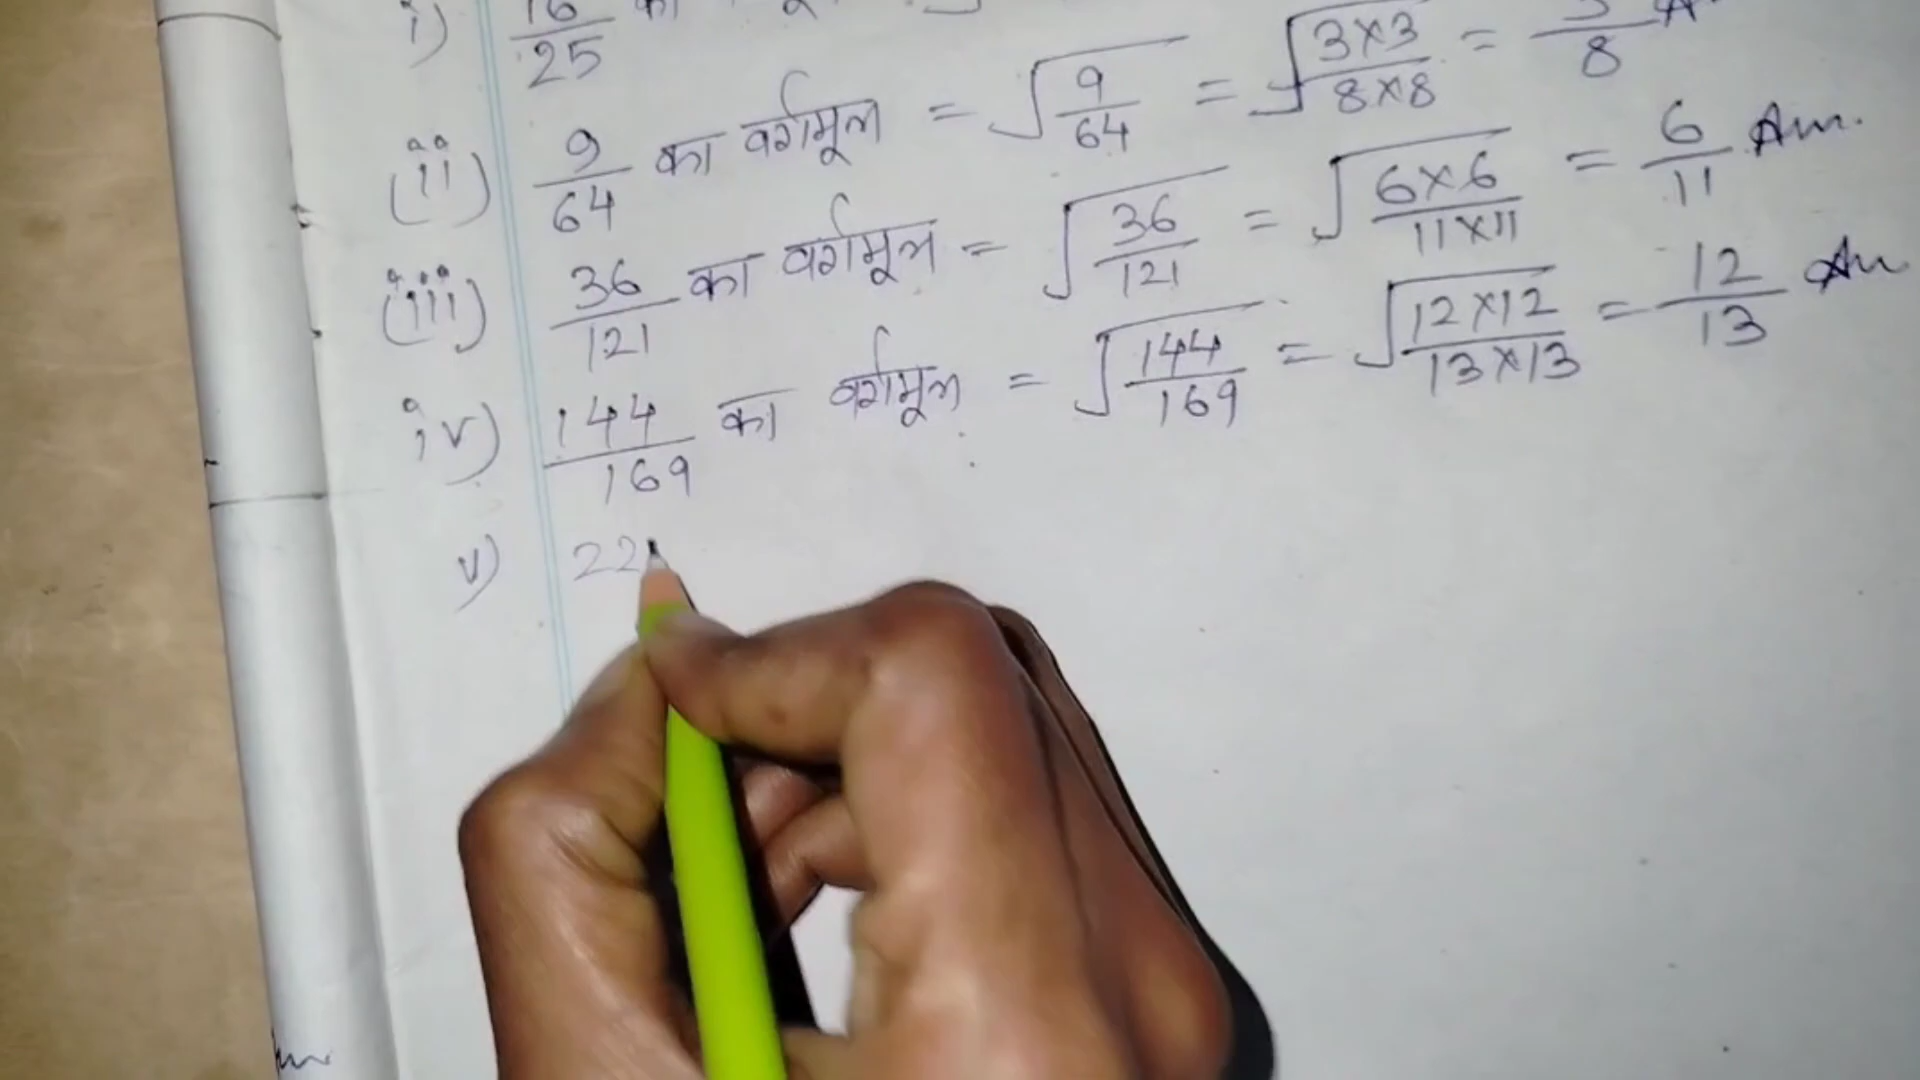 i) 16/25 का
(ii) 9/64 का वर्गमूल = √9/64 = √3×3/8×8 = 3/8
(iii) 36/121 का वर्गमूल = √36/121 = √6×6/11×11 = 6/11 Ans.
iv) 144/169 का वर्गमूल = √144/169 = √12×12/13×13 = 12/13 An
v) 22